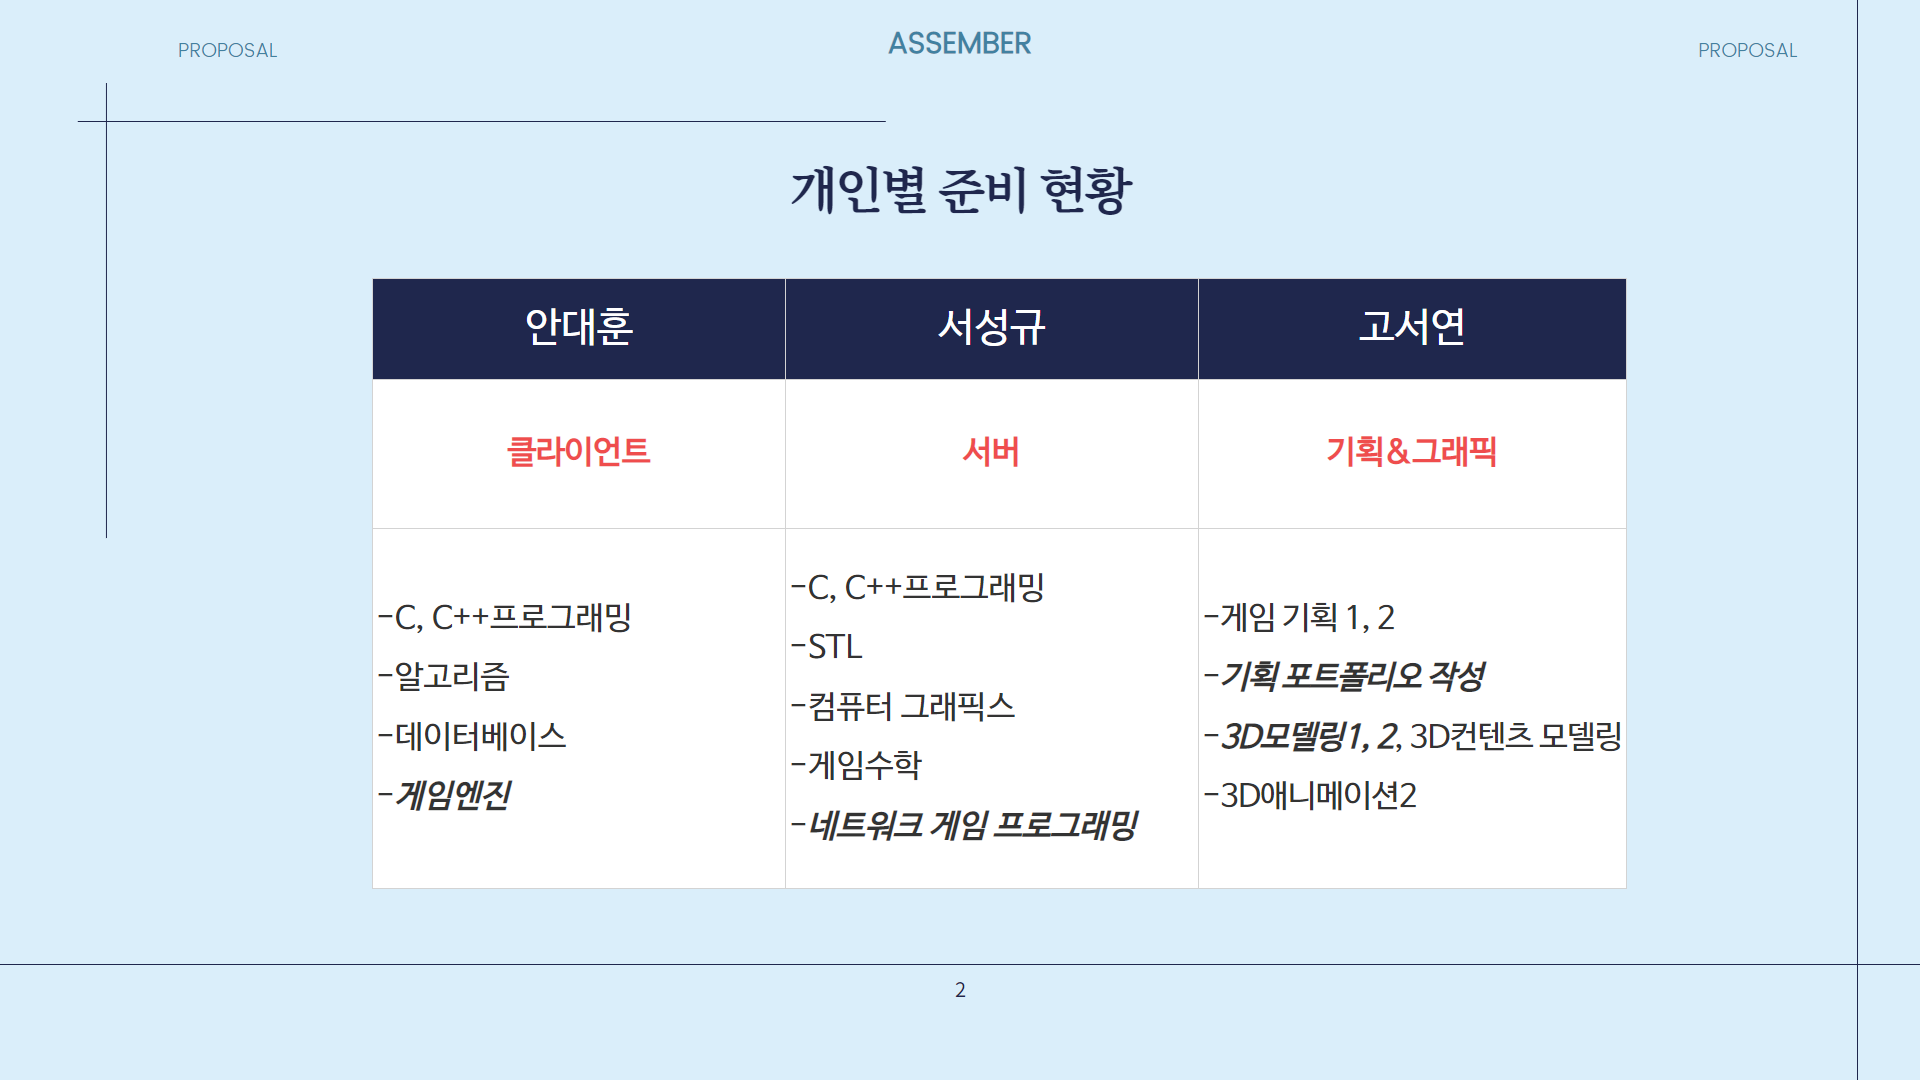 PROPOSAL
ASSEMBER
PROPOSAL
개인별 준비 현황
안대훈
서성규
고서연
클라이언트
서버
기획&그래픽
-C, C++프로그래밍
-알고리즘
-데이터베이스
-게임엔진
-C, C++프로그래밍
-STL
-컴퓨터 그래픽스
-게임수학
-네트워크 게임 프로그래밍
-게임 기획 1, 2
-기획 포트폴리오 작성
-3D모델링1, 2, 3D컨텐츠 모델링
-3D애니메이션2
2